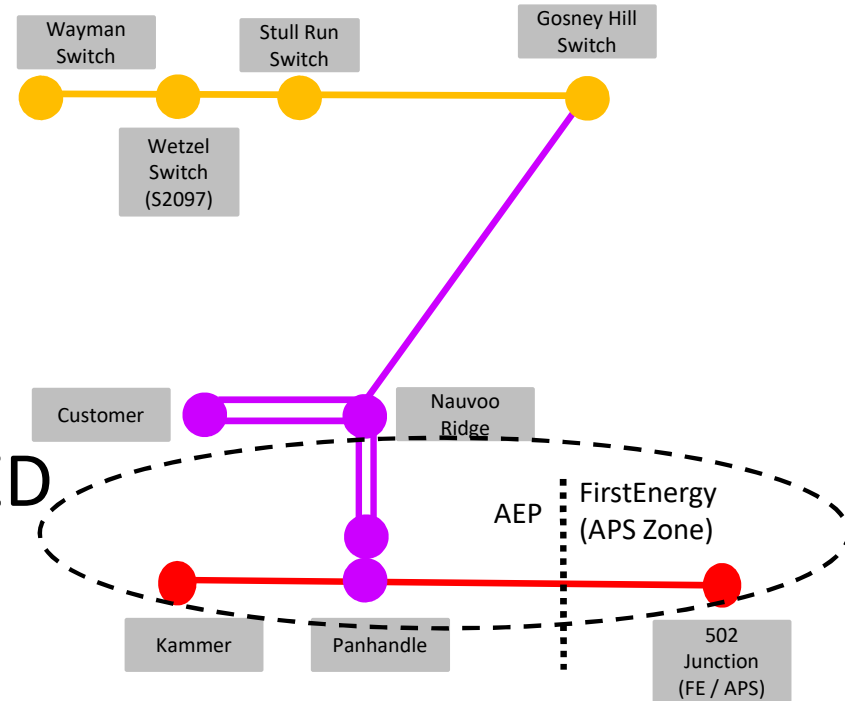 Wayman
Switch
Stull Run
Switch
Gosney Hill
Switch
Wetzel
Switch
(S2097)
Customer
Nauvoo
Ridge
AEP
FirstEnergy
(APS Zone)
Kammer
Panhandle
502
Junction
(FE / APS)